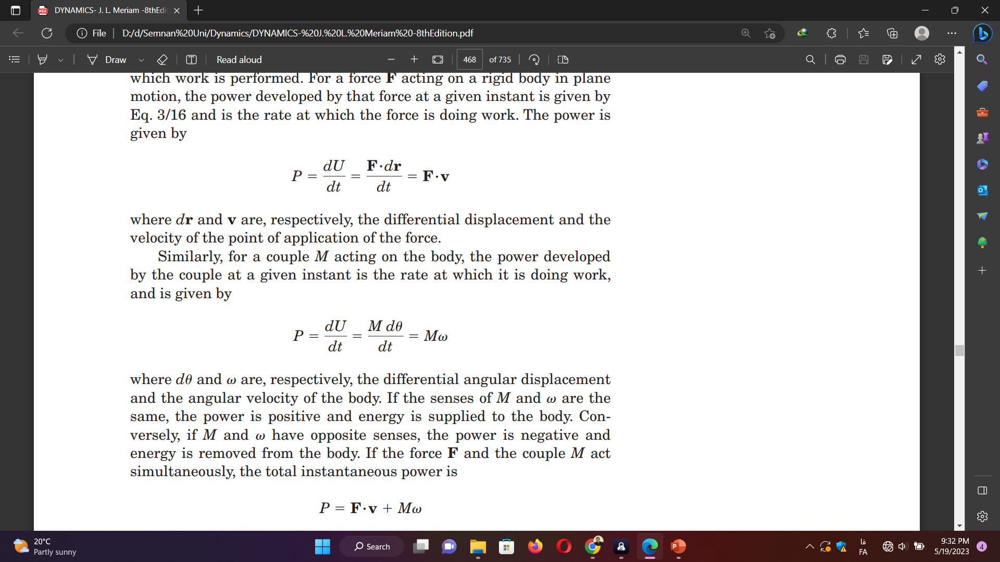 DYNAMICS- J. L. Meriam -8thEdi
File
D:/d/Semnan%20Uni/Dynamics/DYNAMICS-%20J.%20L.%20Meriam%20-8thEdition.pdf
Draw
Read aloud
468 of 735
which work is performed. For a force F acting on a rigid body in plane
motion, the power developed by that force at a given instant is given by
Eq. 3/16 and is the rate at which the force is doing work. The power is
given by
P = dU/dt = F·dr/dt = F·v
where dr and v are, respectively, the differential displacement and the
velocity of the point of application of the force.
Similarly, for a couple M acting on the body, the power developed
by the couple at a given instant is the rate at which it is doing work,
and is given by
P = dU/dt = M dθ/dt = Mω
where dθ and ω are, respectively, the differential angular displacement
and the angular velocity of the body. If the senses of M and ω are the
same, the power is positive and energy is supplied to the body. Con-
versely, if M and ω have opposite senses, the power is negative and
energy is removed from the body. If the force F and the couple M act
simultaneously, the total instantaneous power is
P = F·v + Mω
20°C
Partly sunny
Search
فا
FA
9:32 PM
5/19/2023
4